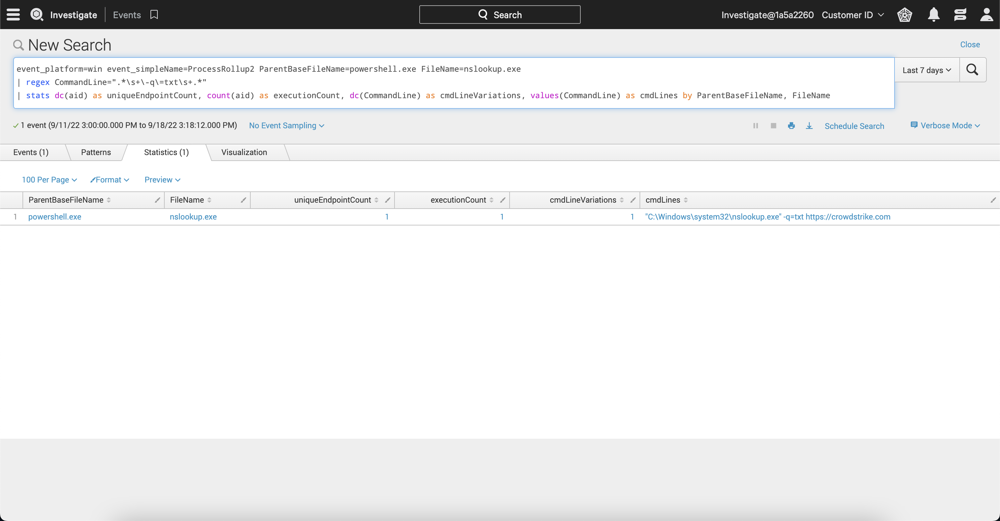 Investigate Events Search Investigate@1a5a2260 Customer ID
New Search Close
event_platform=win event_simpleName=ProcessRollup2 ParentBaseFileName=powershell.exe FileName=nslookup.exe
| regex CommandLine=".*\s+\-q\=txt\s+.*"
| stats dc(aid) as uniqueEndpointCount, count(aid) as executionCount, dc(CommandLine) as cmdLineVariations, values(CommandLine) as cmdLines by ParentBaseFileName, FileName
Last 7 days
1 event (9/11/22 3:00:00.000 PM to 9/18/22 3:18:12.000 PM) No Event Sampling Schedule Search Verbose Mode
Events (1) Patterns Statistics (1) Visualization
100 Per Page Format Preview
ParentBaseFileName FileName uniqueEndpointCount executionCount cmdLineVariations cmdLines
1 powershell.exe nslookup.exe 1 1 1 "C:\Windows\system32\nslookup.exe" -q=txt https://crowdstrike.com